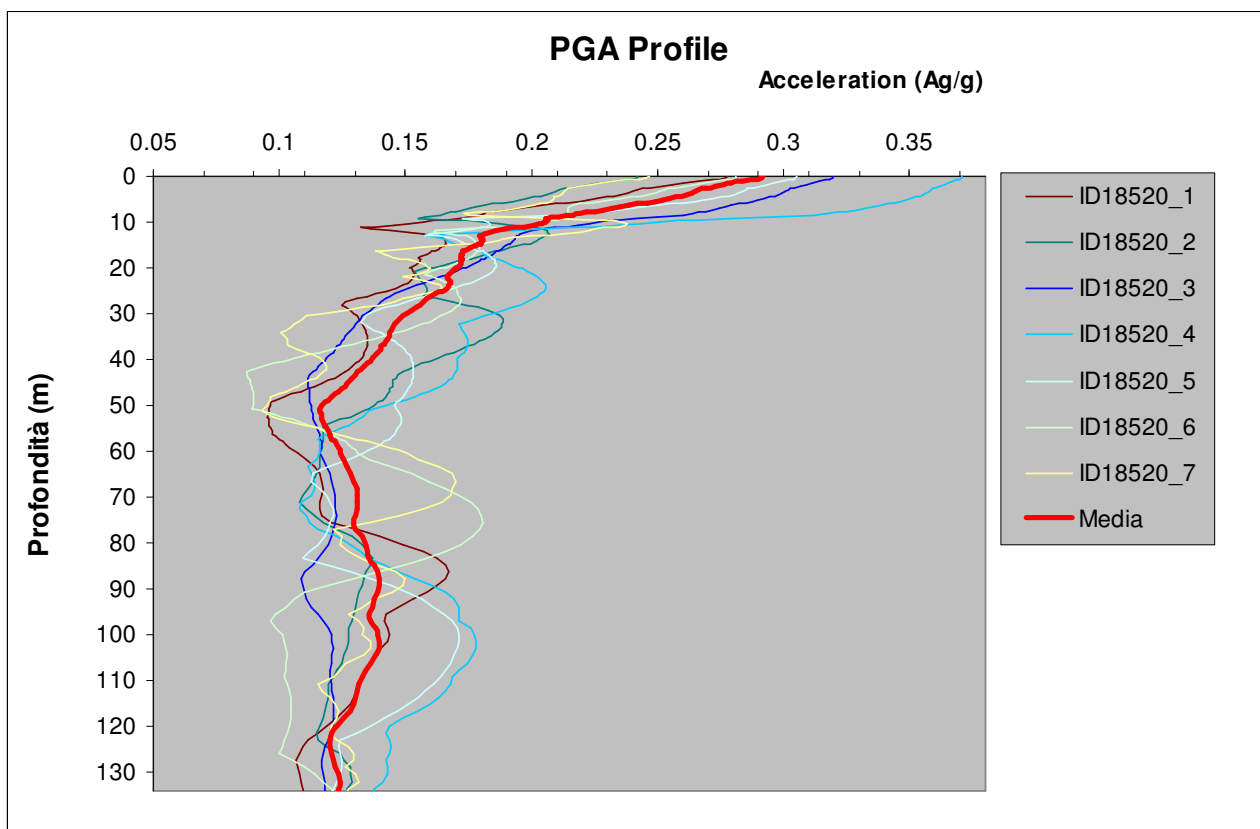 PGA Profile
Acceleration (Ag/g)
0.05 0.1 0.15 0.2 0.25 0.3 0.35
0
10
20
30
40
50
60
70
80
90
100
110
120
130
Profondità (m)
ID18520_1
ID18520_2
ID18520_3
ID18520_4
ID18520_5
ID18520_6
ID18520_7
Media